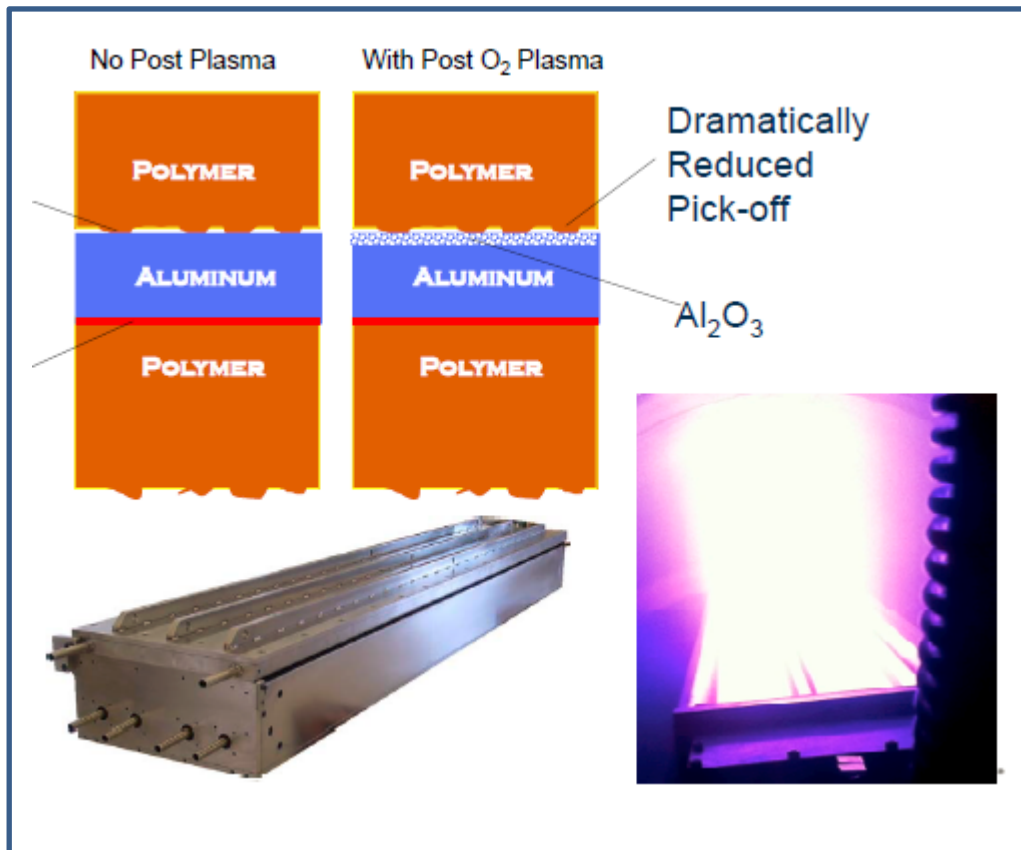 No Post Plasma
With Post O₂ Plasma
POLYMER
POLYMER
Dramatically
Reduced
Pick-off
ALUMINUM
ALUMINUM
Al₂O₃
POLYMER
POLYMER